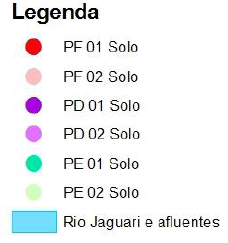 Legenda
PF 01 Solo
PF 02 Solo
PD 01 Solo
PD 02 Solo
PE 01 Solo
PE 02 Solo
Rio Jaguari e afluentes